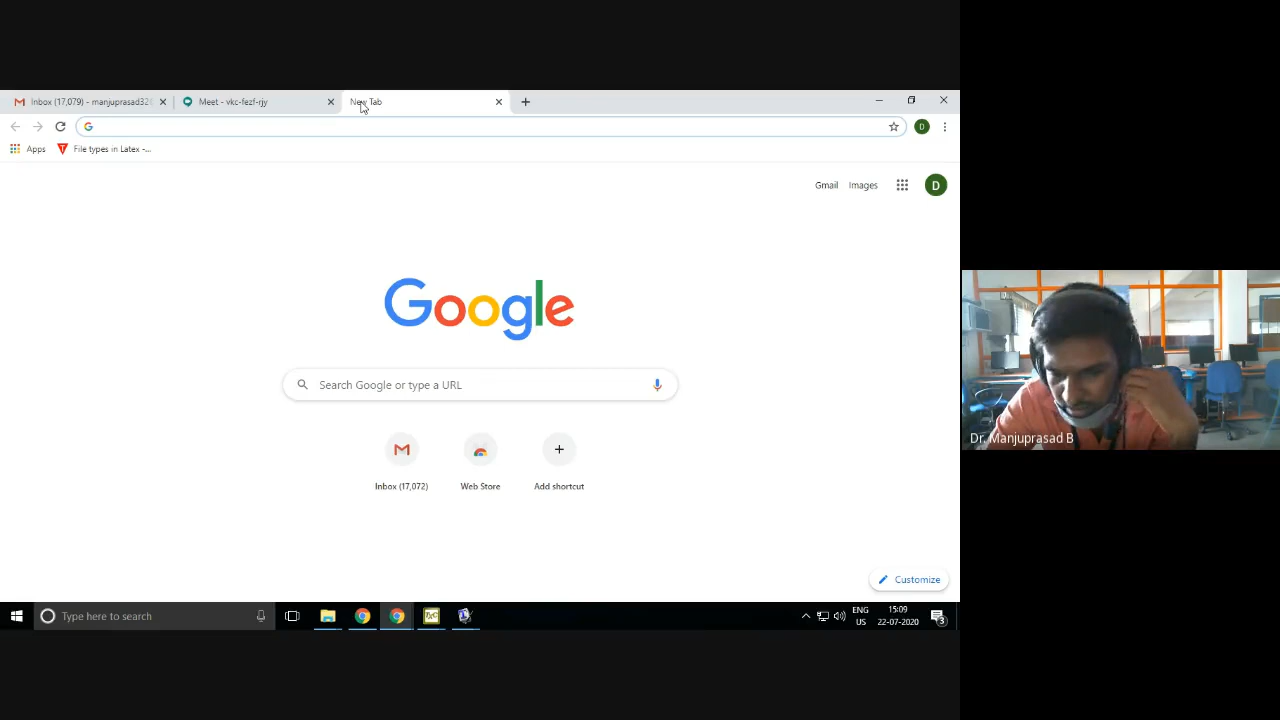 Inbox (17,079) - manjuprasad32
Meet - vkc-fezf-rjy
New Tab
Apps
File types in Latex -...
Gmail
Images
D
Google
Search Google or type a URL
Inbox (17,072)
Web Store
Add shortcut
Customize
Dr. Manjuprasad B
Type here to search
ENG
US
15:09
22-07-2020
3